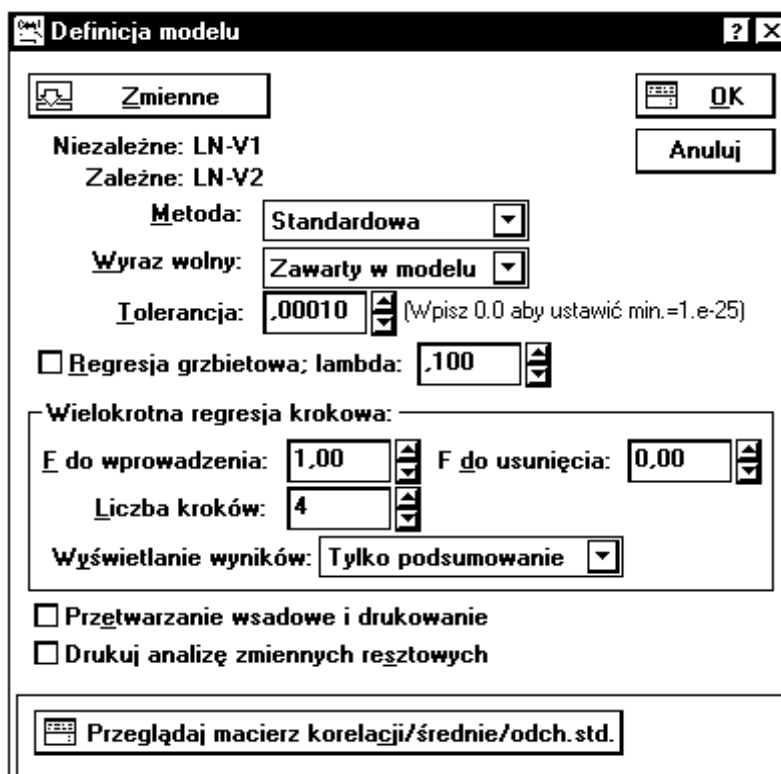 Definicja modelu
Zmienne
OK
Niezależne: LN-V1
Anuluj
Zależne: LN-V2
Metoda: Standardowa
Wyraz wolny: Zawarty w modelu
Tolerancja: ,00010 (Wpisz 0.0 aby ustawić min.=1.e-25)
Regresja grzbietowa; lambda: ,100
Wielokrotna regresja krokowa:
F do wprowadzenia: 1,00 F do usunięcia: 0,00
Liczba kroków: 4
Wyświetlanie wyników: Tylko podsumowanie
Przetwarzanie wsadowe i drukowanie
Drukuj analizę zmiennych resztowych
Przeglądaj macierz korelacji/średnie/odch.std.